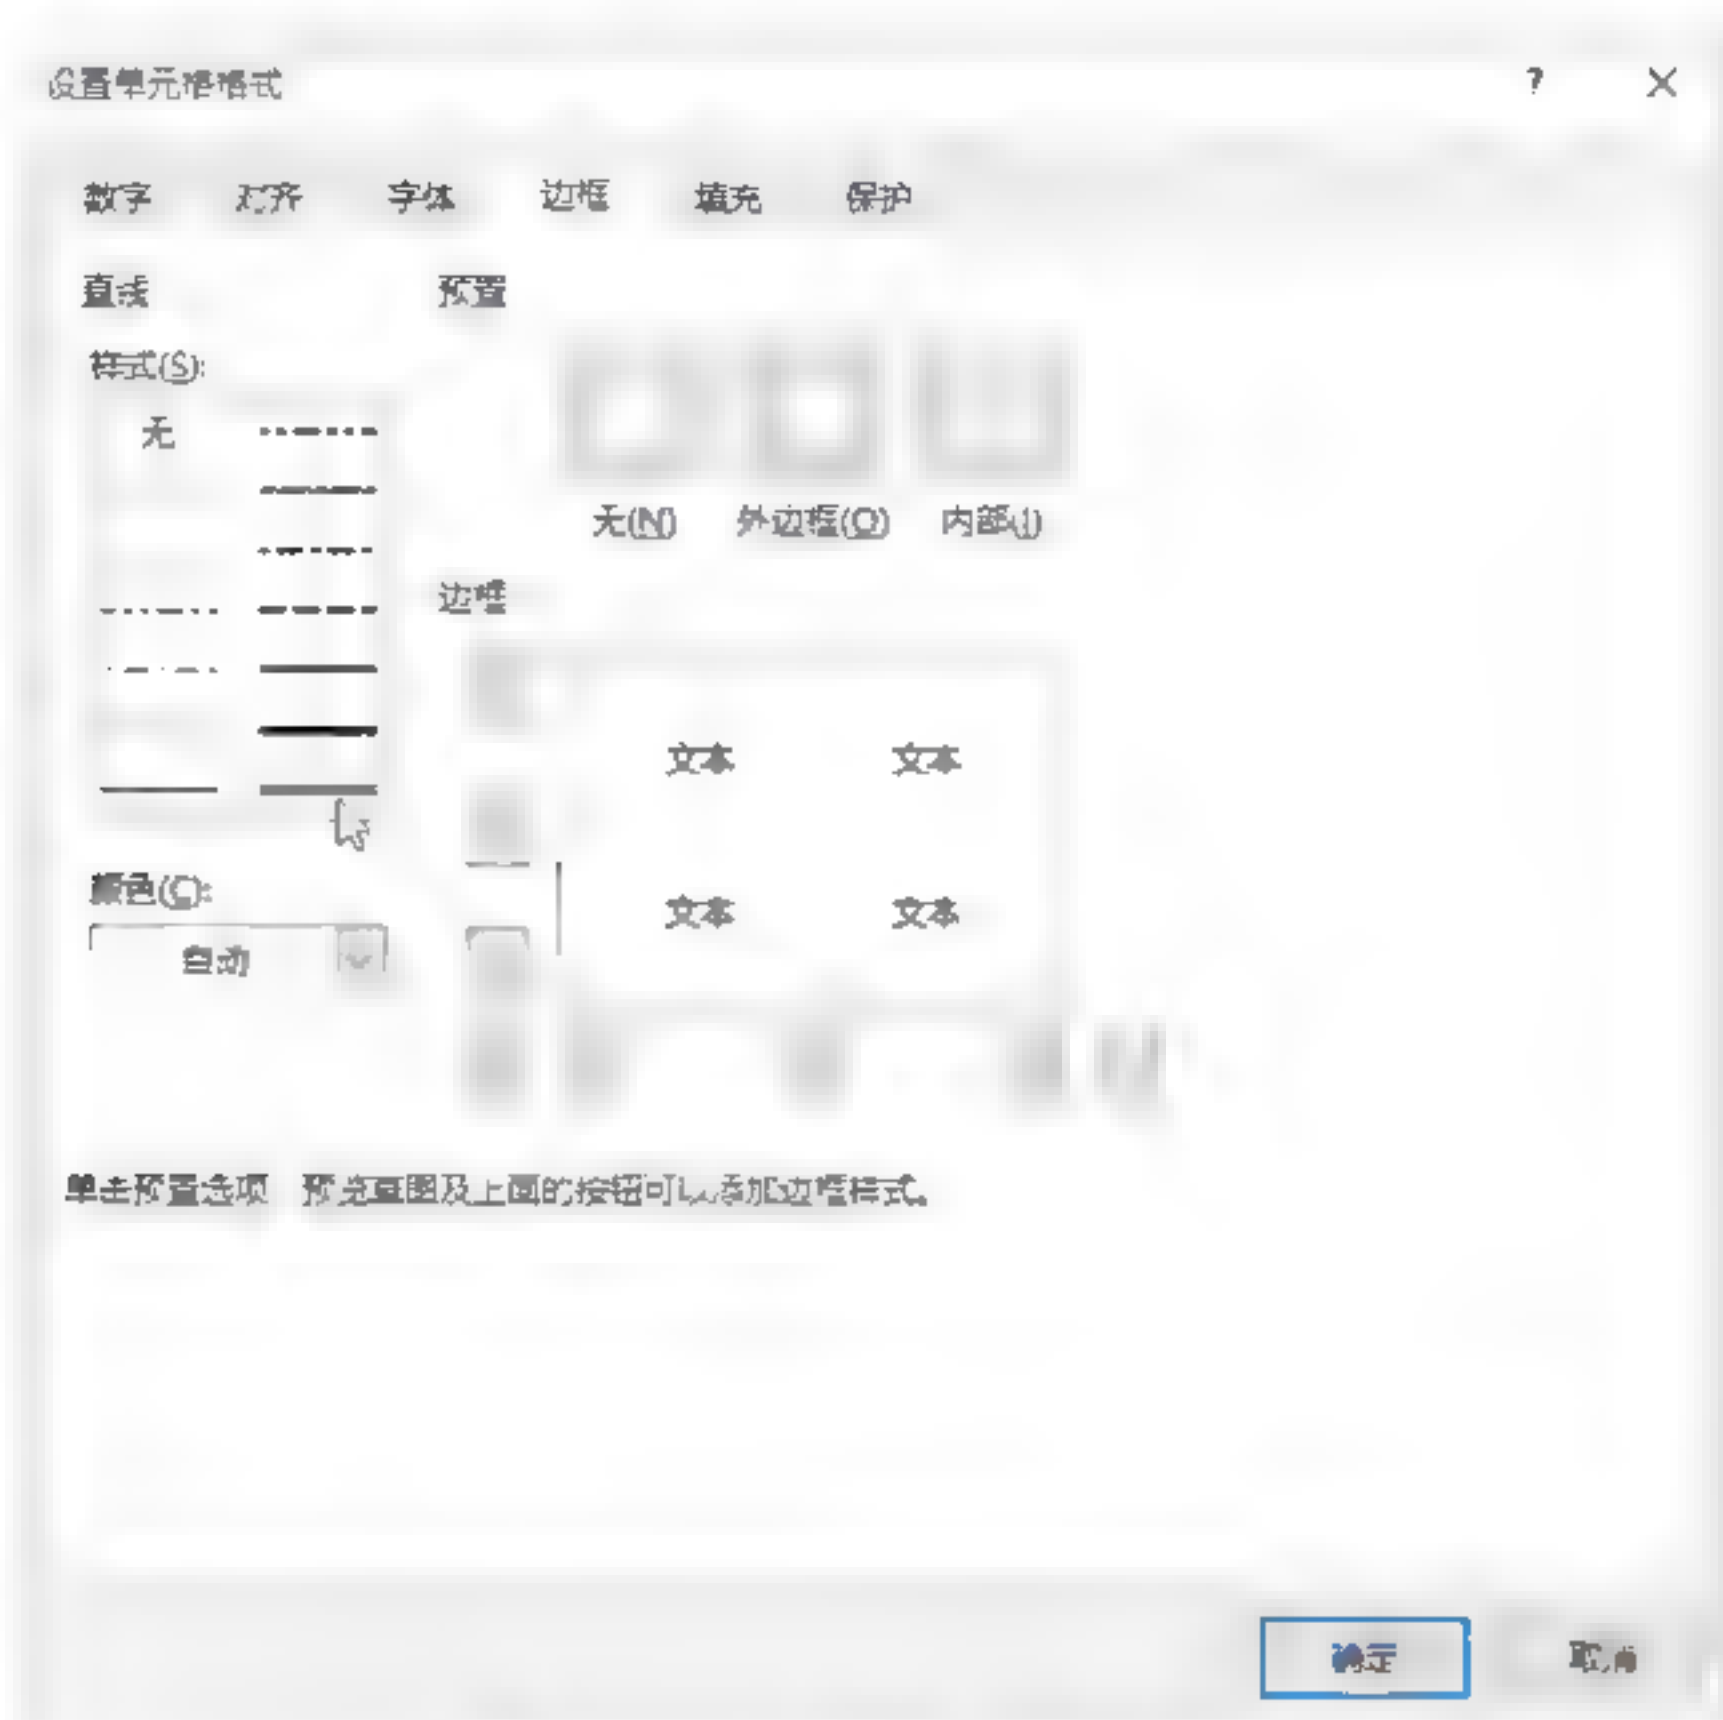 设置单元格格式 ? ×
数字 对齐 字体 边框 填充 保护
直线 预置
样式(S):
无
无(N) 外边框(O) 内部(I)
边框
文本 文本
颜色(C):
文本 文本
自动
单击预置选项、预览草图及上面的按钮可以添加边框样式。
确定 取消